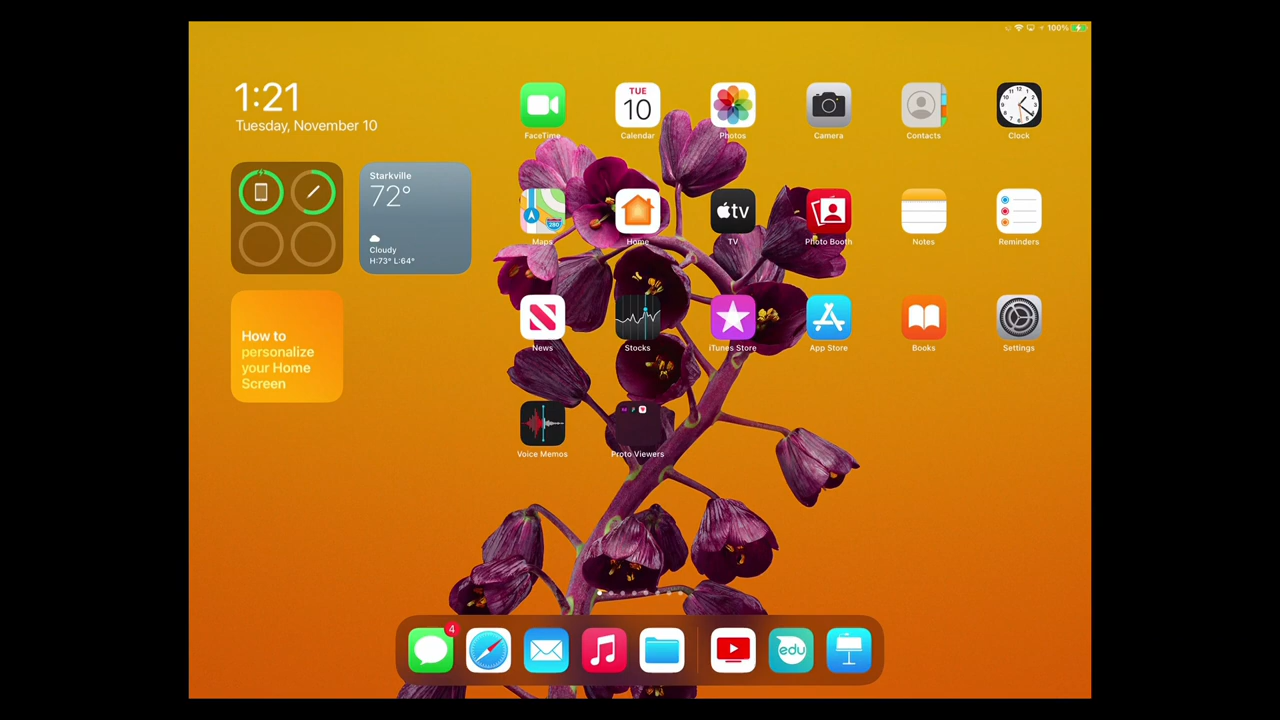 100%
1:21
Tuesday, November 10
Starkville
72°
Cloudy
H:73° L:64°
How to
personalize
your Home
Screen
FaceTime
TUE
10
Calendar
Photos
Camera
Contacts
12
Clock
280
Maps
Home
tv
TV
Photo Booth
Notes
Reminders
News
Stocks
iTunes Store
App Store
Books
Settings
Voice Memos
Proto Viewers
4
edu